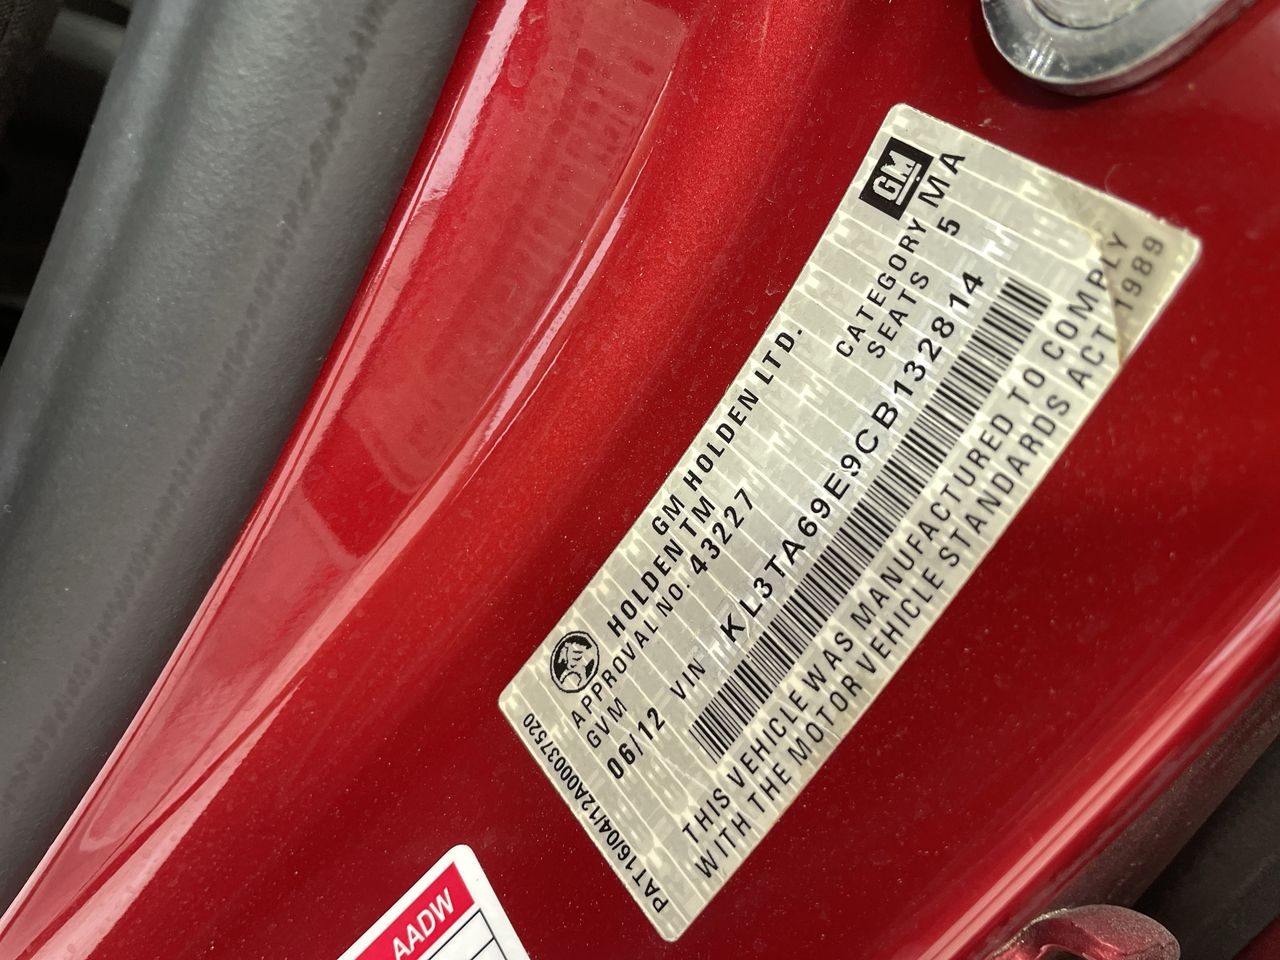 GM
GM HOLDEN LTD.
HOLDEN TM
CATEGORY MA
APPROVAL NO. 43227
SEATS 5
GVM
06/12 VIN KL3TA69E9CB132814
THIS VEHICLE WAS MANUFACTURED TO COMPLY
WITH THE MOTOR VEHICLE STANDARDS ACT 1989
PAT16/04/12A00037520
AADW